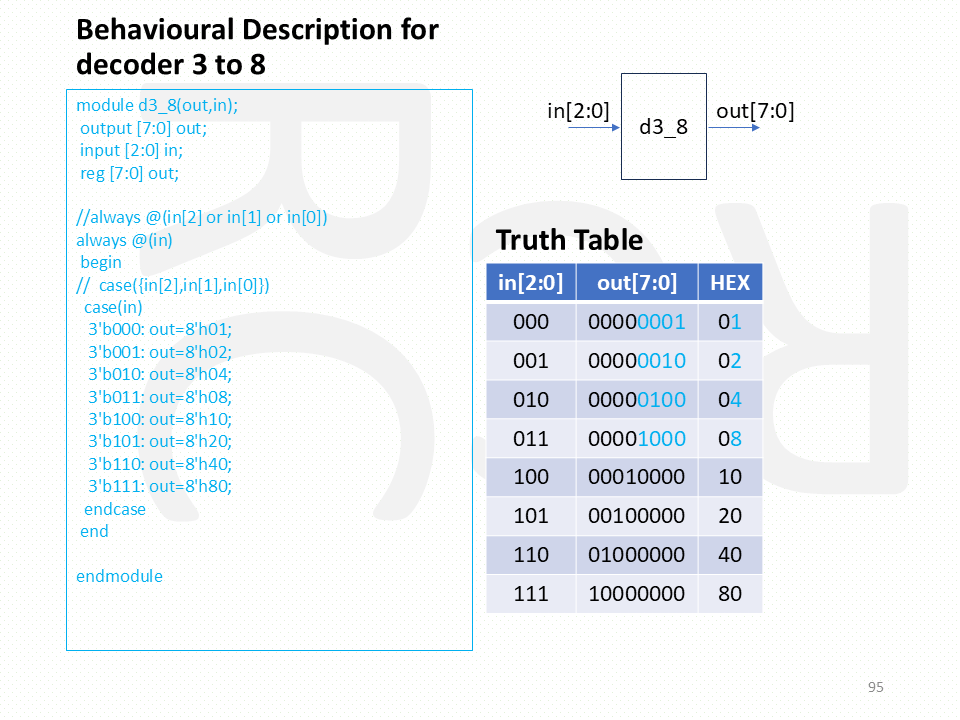 Behavioural Description for
decoder 3 to 8
module d3_8(out,in);
output [7:0] out;
input [2:0] in;
reg [7:0] out;
//always @(in[2] or in[1] or in[0])
always @(in)
begin
// case({in[2],in[1],in[0]})
case(in)
3'b000: out=8'h01;
3'b001: out=8'h02;
3'b010: out=8'h04;
3'b011: out=8'h08;
3'b100: out=8'h10;
3'b101: out=8'h20;
3'b110: out=8'h40;
3'b111: out=8'h80;
endcase
end
endmodule
in[2:0] d3_8 out[7:0]
Truth Table
in[2:0] out[7:0] HEX
000 00000001 01
001 00000010 02
010 00000100 04
011 00001000 08
100 00010000 10
101 00100000 20
110 01000000 40
111 10000000 80
95